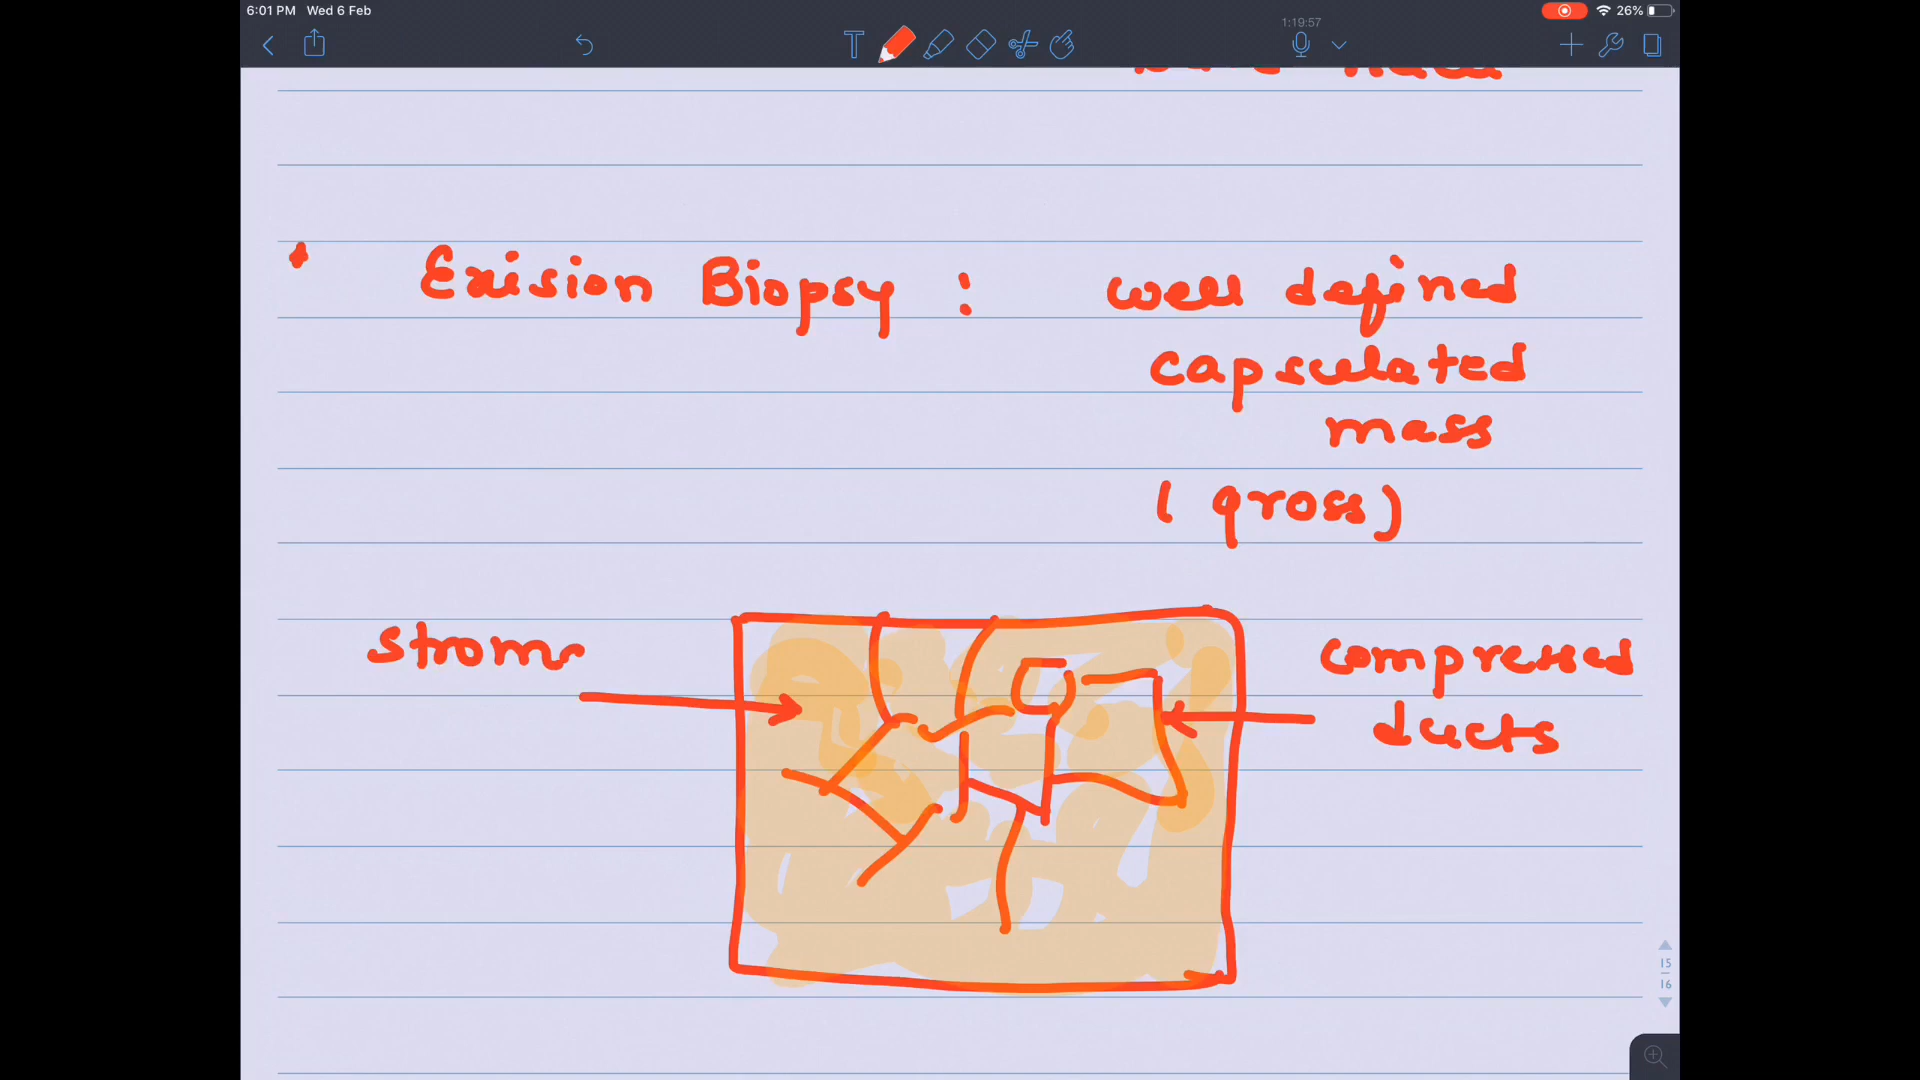 6:01 PM Wed 6 Feb
26%
1:19:57
T
Exision Biopsy : well defined
capsulated
mass
(gross)
stroma
compressed
ducts
15
16